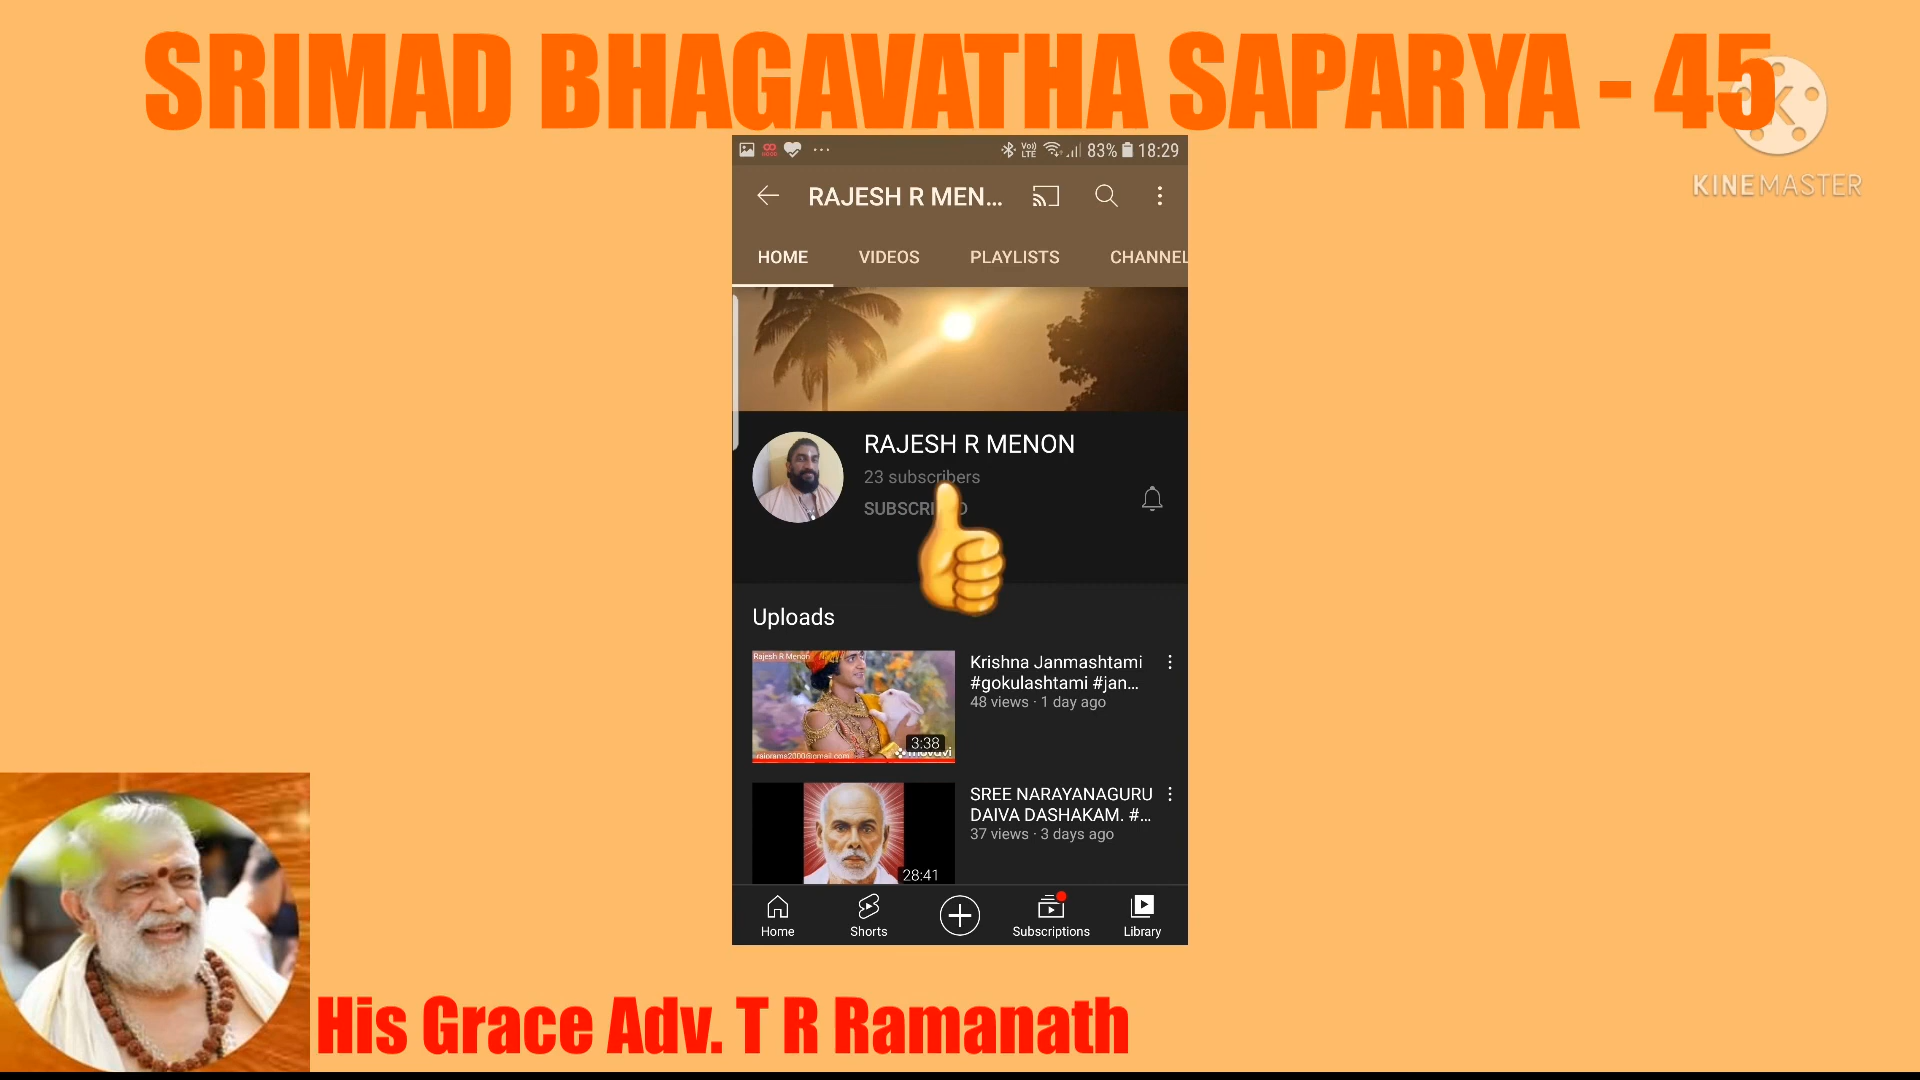 SRIMAD BHAGAVATHA SAPARYA - 45
KINEMASTER
83% 18:29
RAJESH R MEN...
HOME VIDEOS PLAYLISTS CHANNEL
RAJESH R MENON
23 subscribers
Uploads
Rajesh R Menon
Krishna Janmashtami
#gokulashtami #jan...
48 views · 1 day ago
3:38
SREE NARAYANAGURU
DAIVA DASHAKAM. #...
37 views · 3 days ago
28:41
Home Shorts Subscriptions Library
His Grace Adv. T R Ramanath